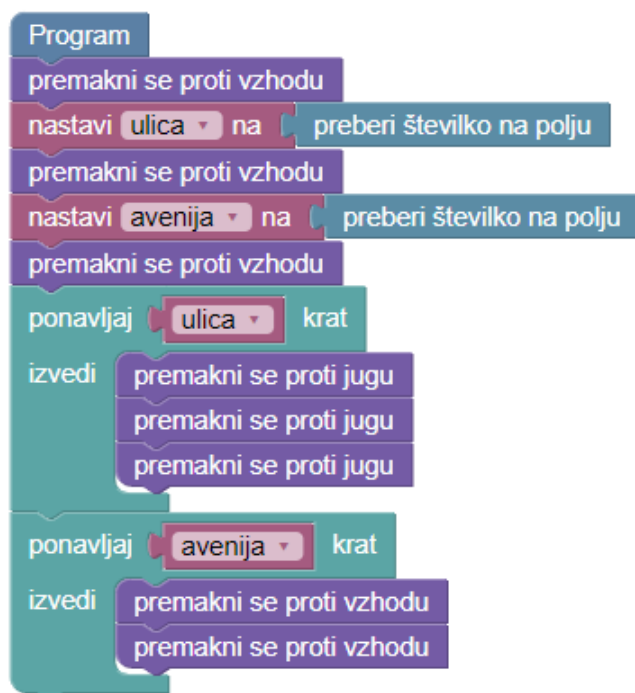 Program
premakni se proti vzhodu
nastavi ulica na preberi številko na polju
premakni se proti vzhodu
nastavi avenija na preberi številko na polju
premakni se proti vzhodu
ponavljaj ulica krat
izvedi premakni se proti jugu
premakni se proti jugu
premakni se proti jugu
ponavljaj avenija krat
izvedi premakni se proti vzhodu
premakni se proti vzhodu